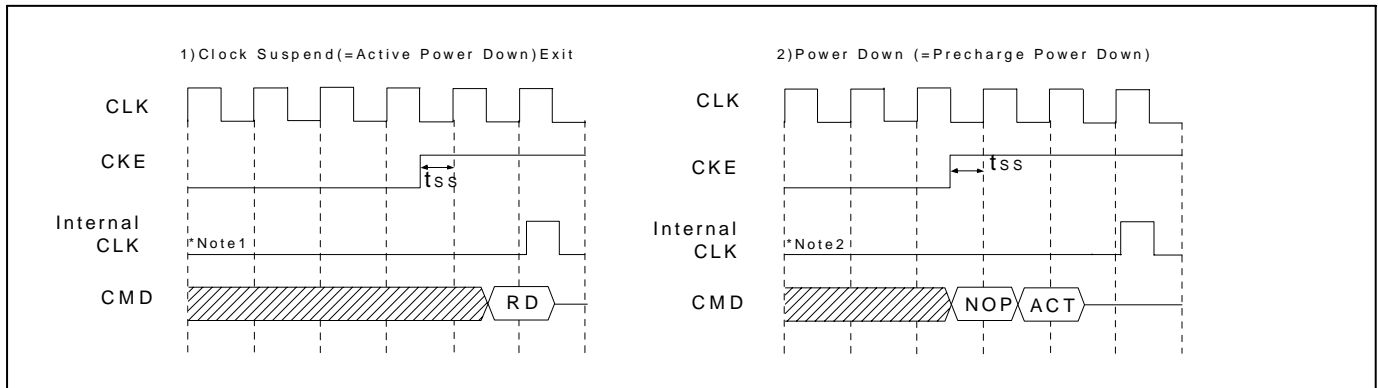 1)Clock Suspend(=Active Power Down)Exit
CLK
CKE
tss
Internal
CLK
*Note1
CMD
RD
2)Power Down (=Precharge Power Down)
CLK
CKE
tss
Internal
CLK
*Note2
CMD
NOP
ACT